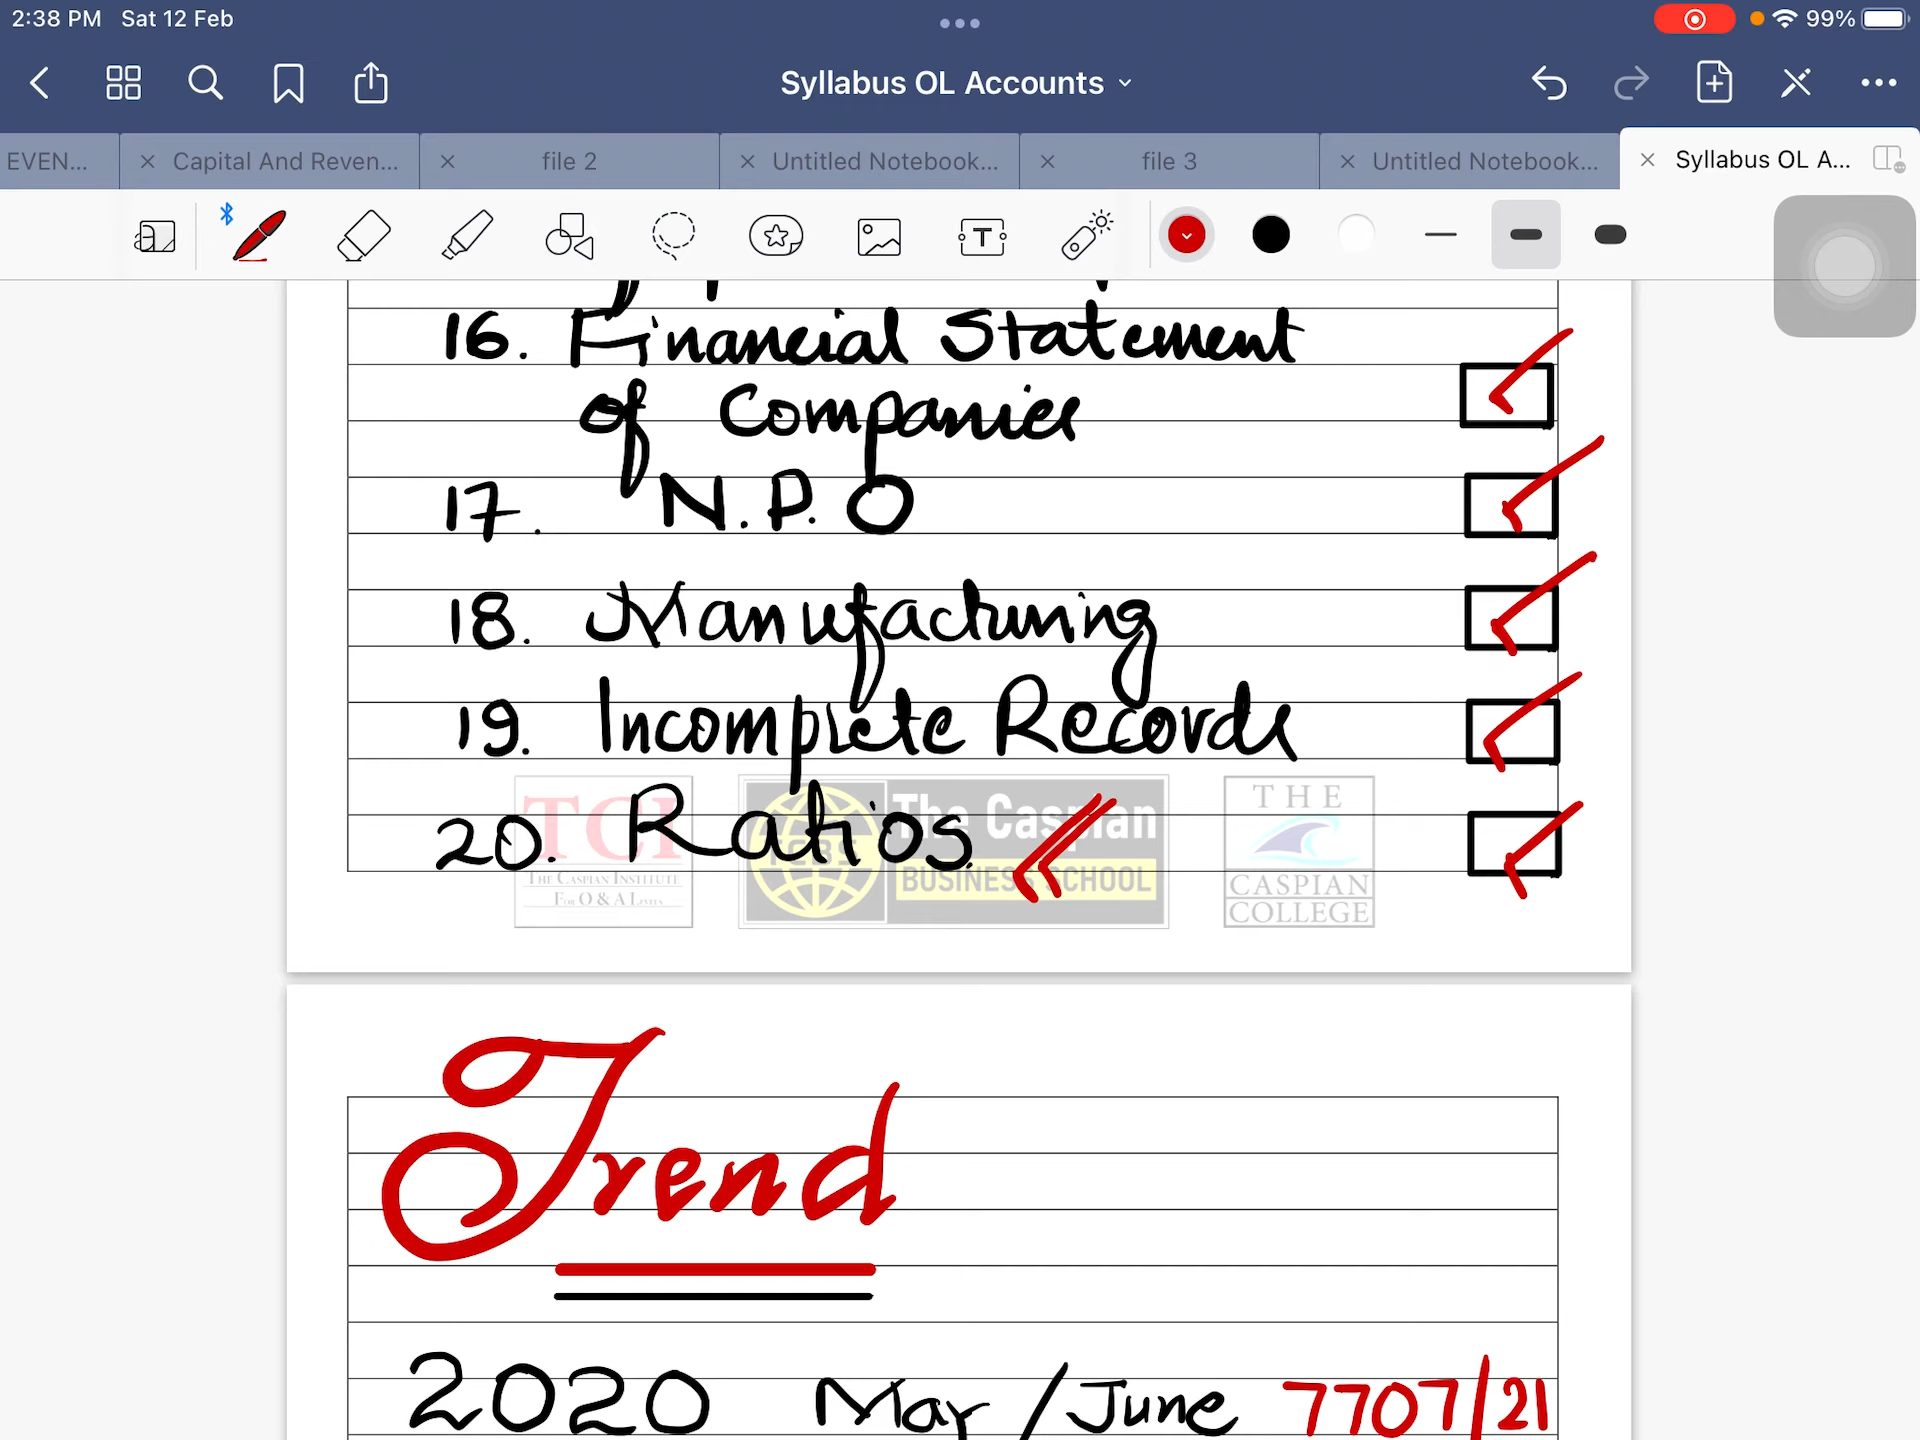 2:38 PM Sat 12 Feb
99%
Syllabus OL Accounts
EVEN...
Capital And Reven...
file 2
Untitled Notebook...
file 3
Untitled Notebook...
Syllabus OL A...
16. Financial Statement
of Companies
17. N.P.O
18. Manufacturing
19. Incomplete Records
20. Ratios.
TCI
THE CASPIAN INSTITUTE
FOR O & A LEVELS
TCBS
The Caspian
BUSINESS SCHOOL
THE
CASPIAN
COLLEGE
Trend
2020 May/June 7707/21